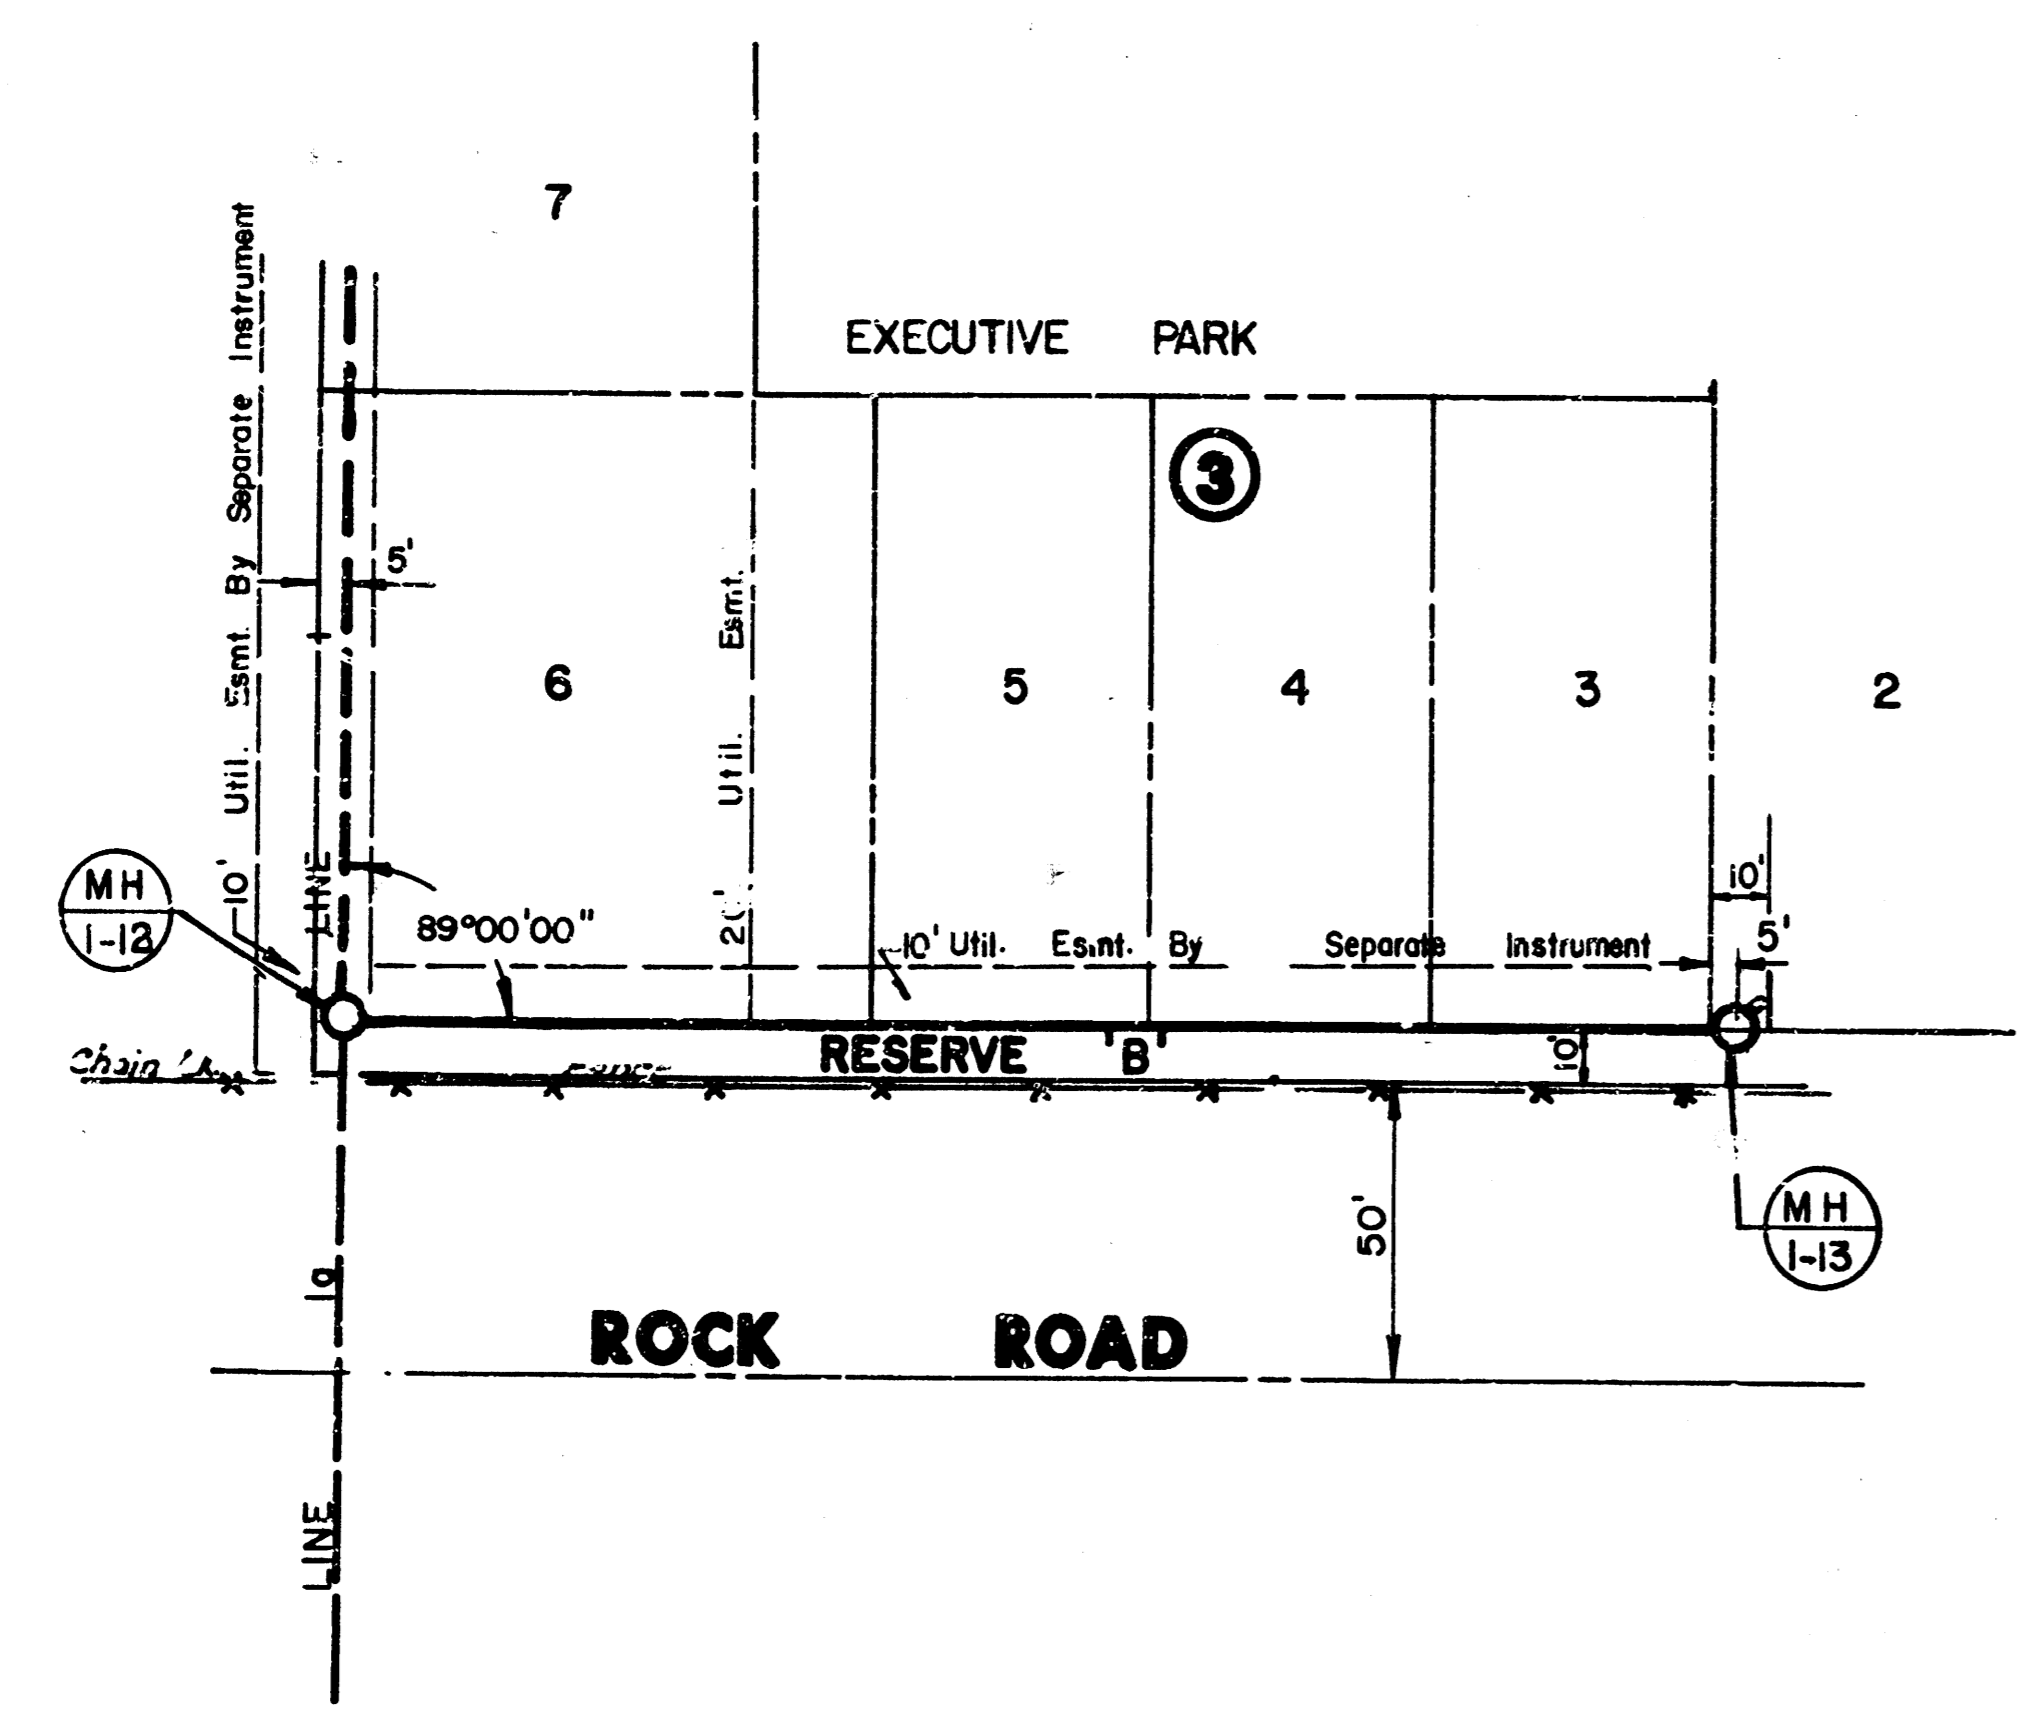 7
10' Util. Esmt. By Separate Instrument
EXECUTIVE PARK
3
5'
6
5
4
3
2
Util. Esmt.
LINE
MH
1-12
89°00'00"
10' Util. Esmt. By Separate Instrument
10'
5'
RESERVE 'B'
10'
Chain
50'
MH
1-13
ROCK ROAD
LINE